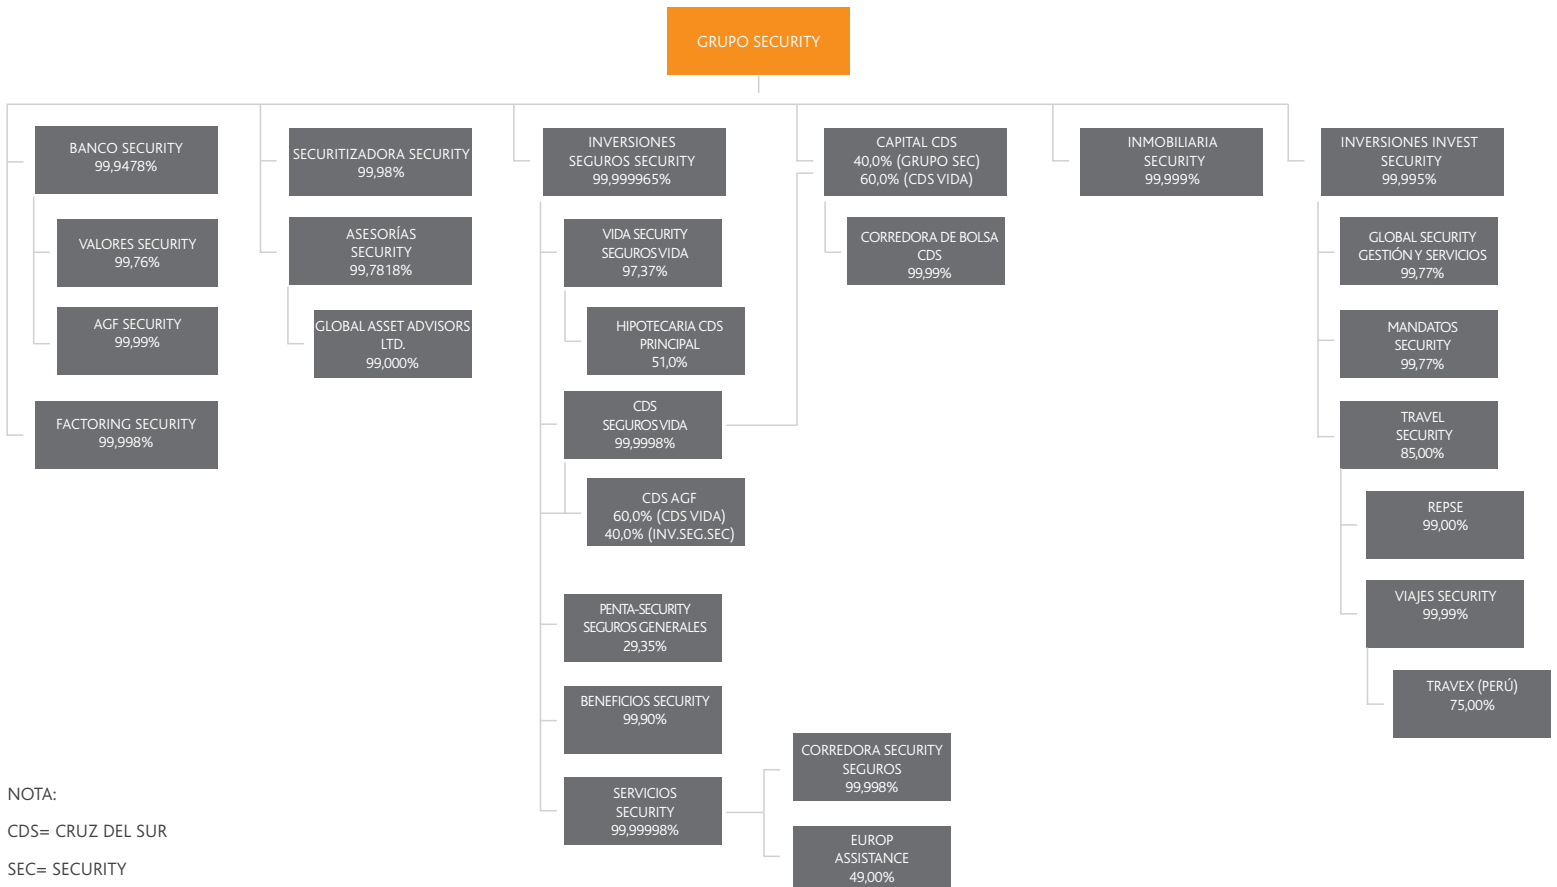 GRUPO SECURITY
BANCO SECURITY
99,9478%
VALORES SECURITY
99,76%
AGF SECURITY
99,99%
FACTORING SECURITY
99,998%
SECURITIZADORA SECURITY
99,98%
ASESORÍAS
SECURITY
99,7818%
GLOBAL ASSET ADVISORS
LTD.
99,000%
INVERSIONES
SEGUROS SECURITY
99,999965%
VIDA SECURITY
SEGUROS VIDA
97,37%
HIPOTECARIA CDS
PRINCIPAL
51,0%
CDS
SEGUROS VIDA
99,9998%
CDS AGF
60,0% (CDS VIDA)
40,0% (INV.SEG.SEC)
PENTA-SECURITY
SEGUROS GENERALES
29,35%
BENEFICIOS SECURITY
99,90%
SERVICIOS
SECURITY
99,99998%
CORREDORA SECURITY
SEGUROS
99,998%
EUROP
ASSISTANCE
49,00%
CAPITAL CDS
40,0% (GRUPO SEC)
60,0% (CDS VIDA)
CORREDORA DE BOLSA
CDS
99,99%
INMOBILIARIA
SECURITY
99,999%
INVERSIONES INVEST
SECURITY
99,995%
GLOBAL SECURITY
GESTIÓN Y SERVICIOS
99,77%
MANDATOS
SECURITY
99,77%
TRAVEL
SECURITY
85,00%
REPSE
99,00%
VIAJES SECURITY
99,99%
TRAVEX (PERÚ)
75,00%
NOTA:
CDS= CRUZ DEL SUR
SEC= SECURITY